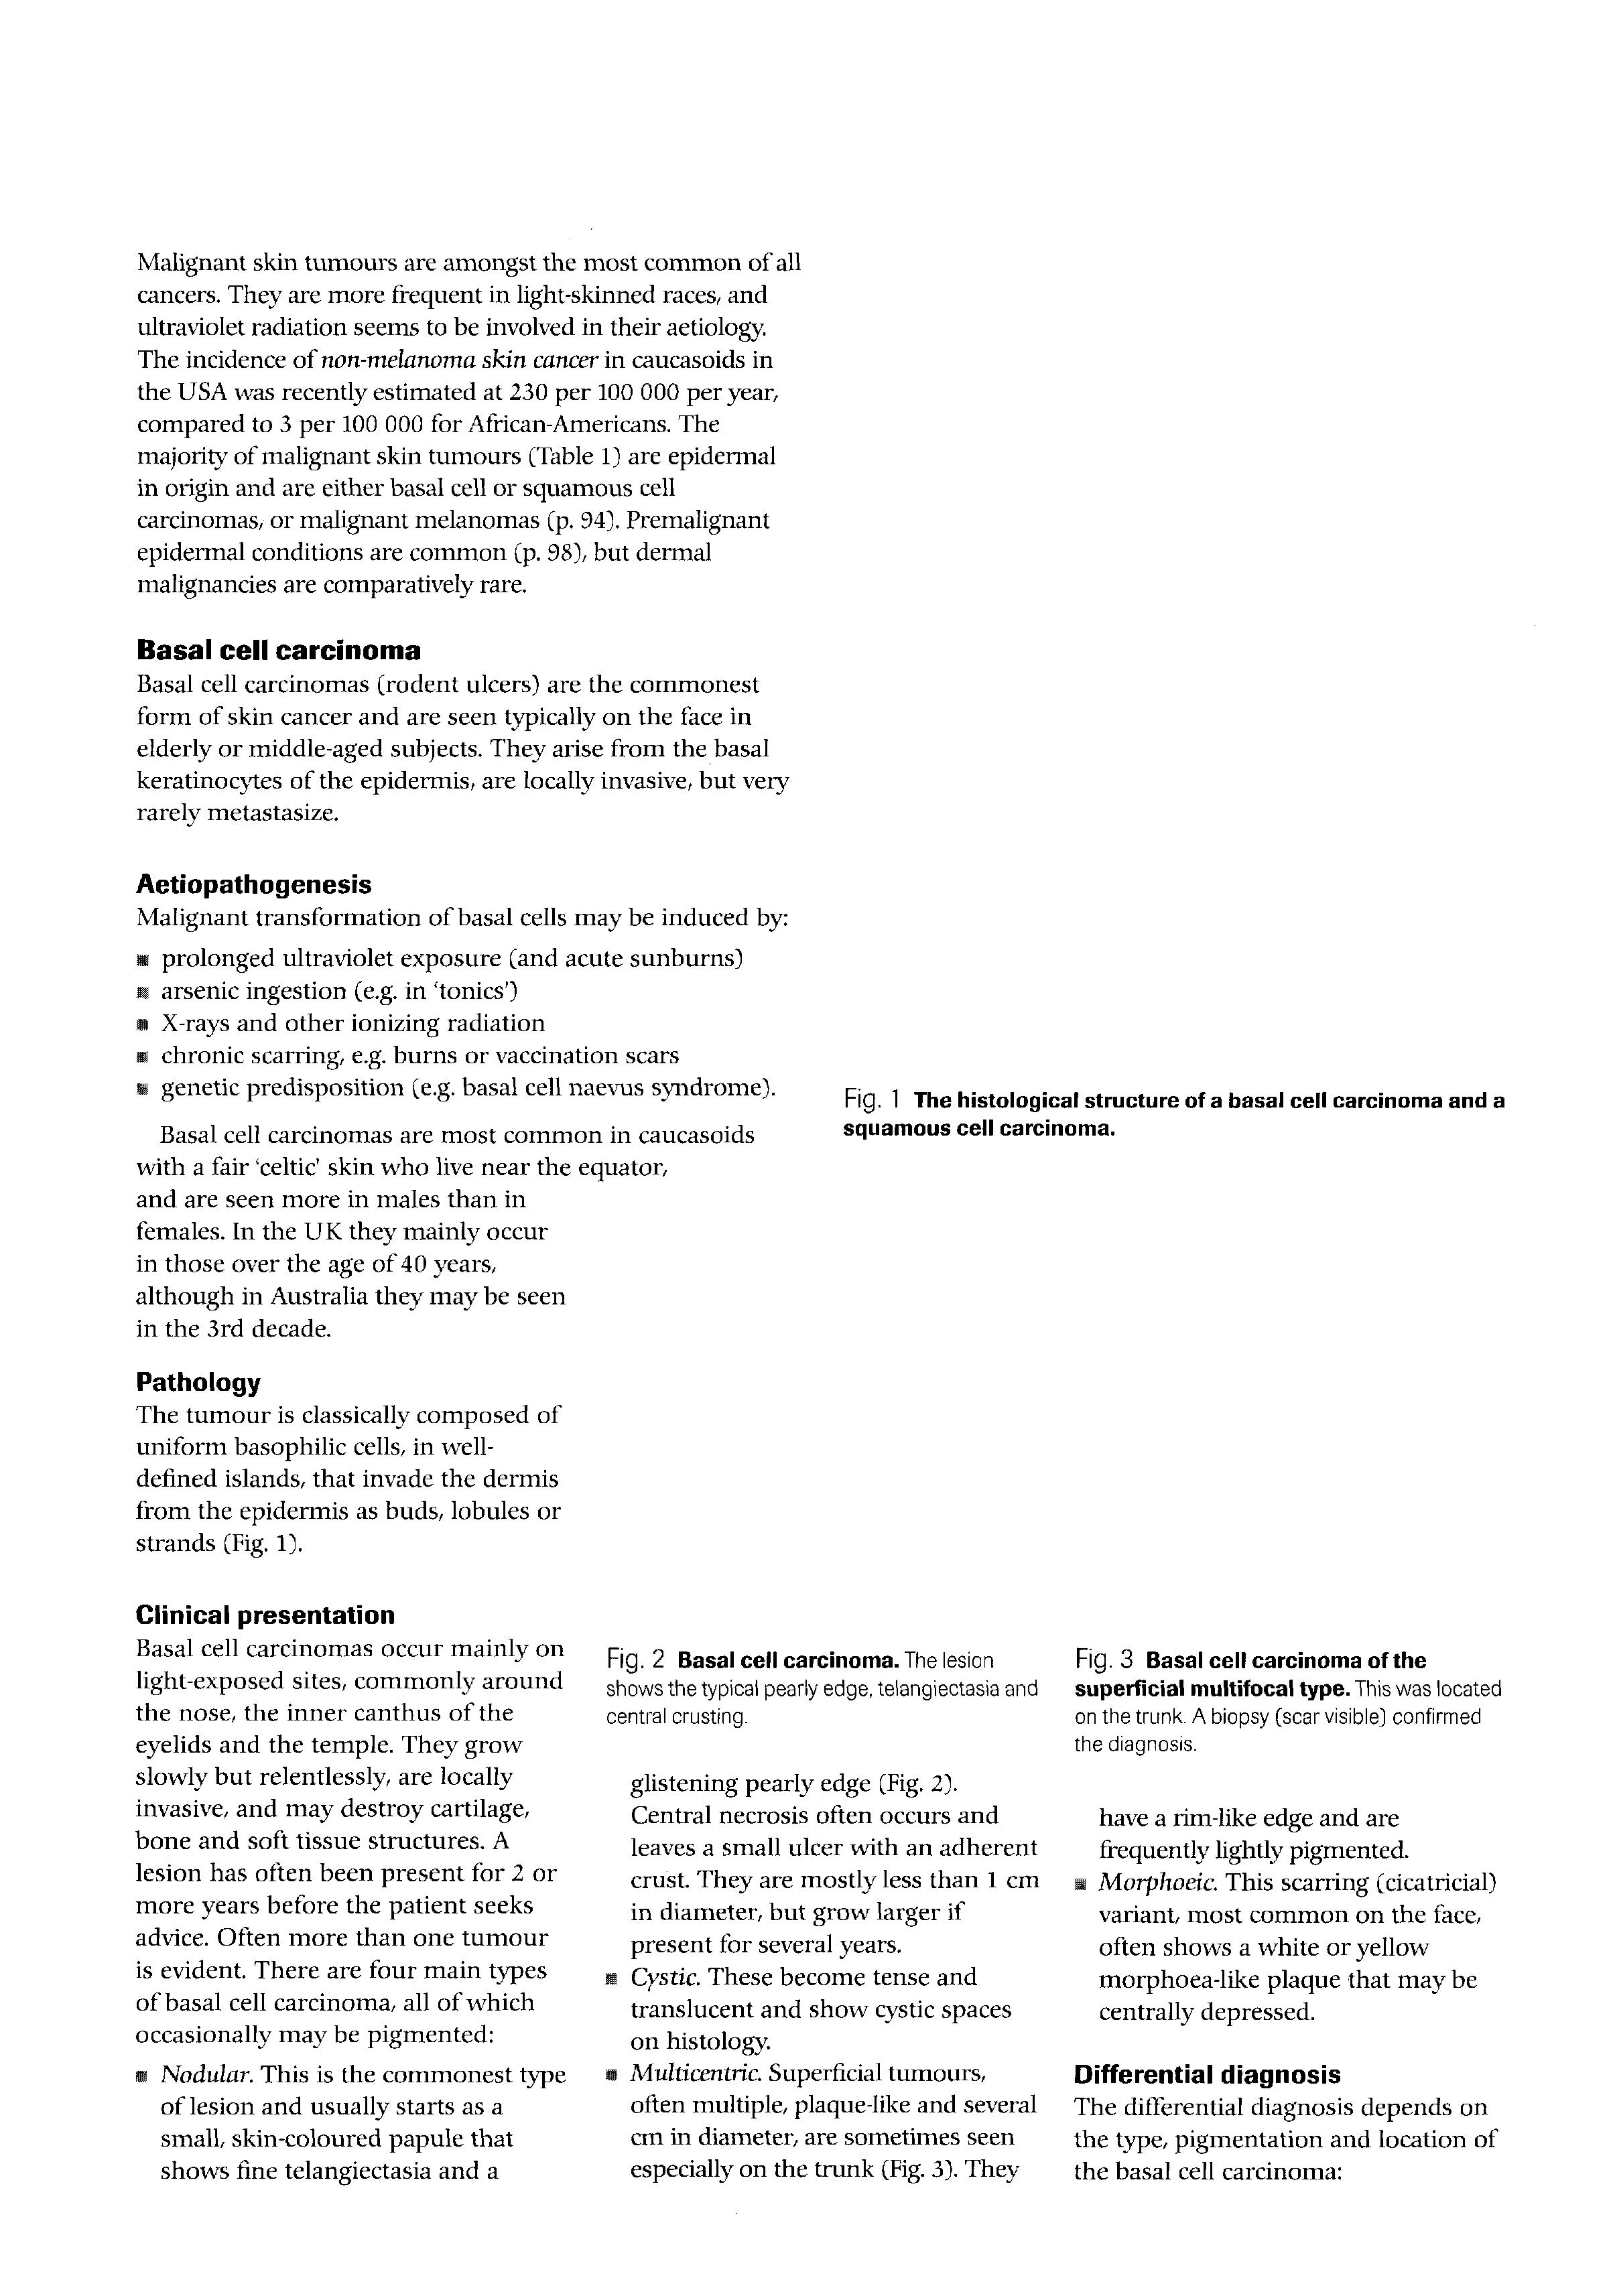 Malignant skin tumours are amongst the most common of all
cancers. They are more frequent in light-skinned races, and
ultraviolet radiation seems to be involved in their aetiology.
The incidence of non-melanoma skin cancer in caucasoids in
the USA was recently estimated at 230 per 100 000 per year,
compared to 3 per 100 000 for African-Americans. The
majority of malignant skin tumours (Table 1) are epidermal
in origin and are either basal cell or squamous cell
carcinomas, or malignant melanomas (p. 94). Premalignant
epidermal conditions are common (p. 98), but dermal
malignancies are comparatively rare.
Basal cell carcinoma
Basal cell carcinomas (rodent ulcers) are the commonest
form of skin cancer and are seen typically on the face in
elderly or middle-aged subjects. They arise from the basal
keratinocytes of the epidermis, are locally invasive, but very
rarely metastasize.
Aetiopathogenesis
Malignant transformation of basal cells may be induced by:
■ prolonged ultraviolet exposure (and acute sunburns)
■ arsenic ingestion (e.g. in 'tonics')
■ X-rays and other ionizing radiation
■ chronic scarring, e.g. burns or vaccination scars
■ genetic predisposition (e.g. basal cell naevus syndrome).
Basal cell carcinomas are most common in caucasoids
with a fair 'celtic' skin who live near the equator,
and are seen more in males than in
females. In the UK they mainly occur
in those over the age of 40 years,
although in Australia they may be seen
in the 3rd decade.
Pathology
The tumour is classically composed of
uniform basophilic cells, in well-
defined islands, that invade the dermis
from the epidermis as buds, lobules or
strands (Fig. 1).
Clinical presentation
Basal cell carcinomas occur mainly on
light-exposed sites, commonly around
the nose, the inner canthus of the
eyelids and the temple. They grow
slowly but relentlessly, are locally
invasive, and may destroy cartilage,
bone and soft tissue structures. A
lesion has often been present for 2 or
more years before the patient seeks
advice. Often more than one tumour
is evident. There are four main types
of basal cell carcinoma, all of which
occasionally may be pigmented:
■ Nodular. This is the commonest type
of lesion and usually starts as a
small, skin-coloured papule that
shows fine telangiectasia and a
Fig. 1 The histological structure of a basal cell carcinoma and a
squamous cell carcinoma.
Fig. 2 Basal cell carcinoma. The lesion
shows the typical pearly edge, telangiectasia and
central crusting.
glistening pearly edge (Fig. 2).
Central necrosis often occurs and
leaves a small ulcer with an adherent
crust. They are mostly less than 1 cm
in diameter, but grow larger if
present for several years.
■ Cystic. These become tense and
translucent and show cystic spaces
on histology.
■ Multicentric. Superficial tumours,
often multiple, plaque-like and several
cm in diameter, are sometimes seen
especially on the trunk (Fig. 3). They
Fig. 3 Basal cell carcinoma of the
superficial multifocal type. This was located
on the trunk. A biopsy (scar visible) confirmed
the diagnosis.
have a rim-like edge and are
frequently lightly pigmented.
■ Morphoeic. This scarring (cicatricial)
variant, most common on the face,
often shows a white or yellow
morphoea-like plaque that may be
centrally depressed.
Differential diagnosis
The differential diagnosis depends on
the type, pigmentation and location of
the basal cell carcinoma: